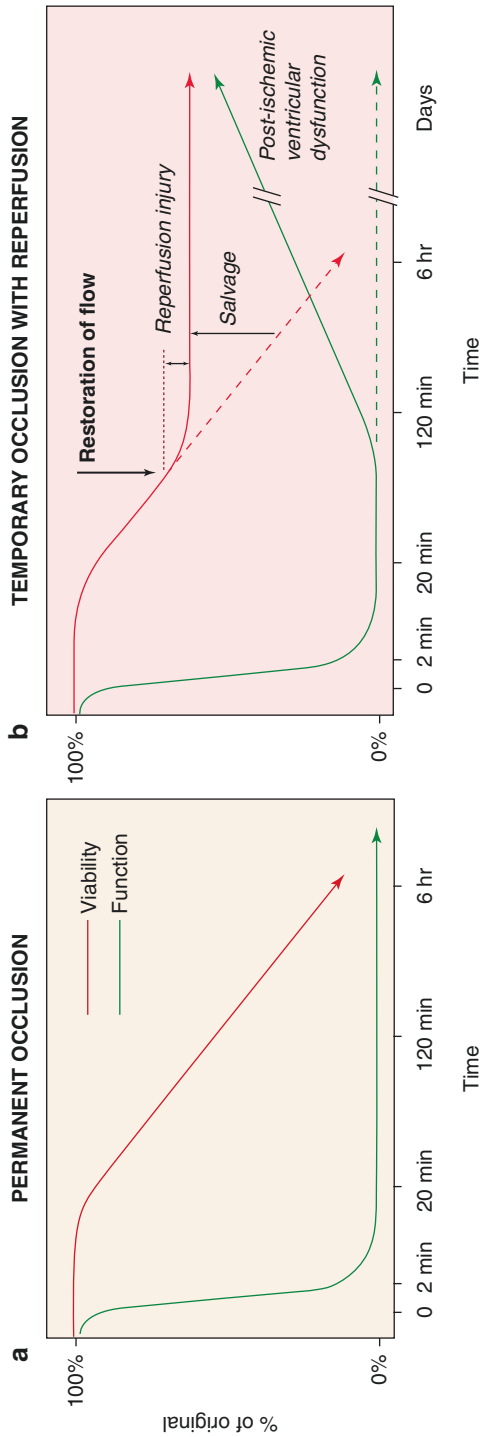 a
PERMANENT OCCLUSION
% of original
100%
0%
Viability
Function
0
2 min
20 min
120 min
6 hr
Time
b
TEMPORARY OCCLUSION WITH REPERFUSION
100%
0%
Restoration of flow
Reperfusion injury
Salvage
Post-ischemic
ventricular
dysfunction
0
2 min
20 min
120 min
6 hr
Days
Time